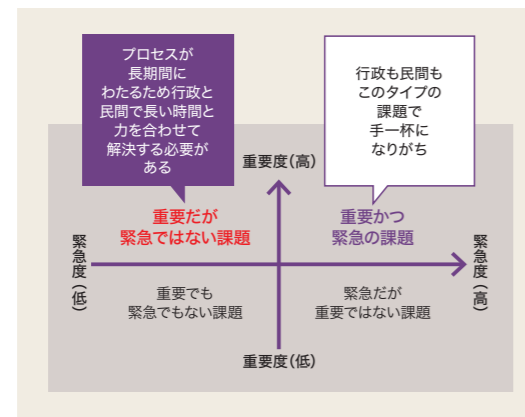 プロセスが
長期間に
わたるため行政と
民間で長い時間と
力を合わせて
解決する必要が
ある
行政も民間も
このタイプの
課題で
手一杯に
なりがち
重要度（高）
重要だが
緊急ではない課題
重要かつ
緊急の課題
緊急度（低）
緊急度（高）
重要でも
緊急でもない課題
緊急だが
重要ではない課題
重要度（低）